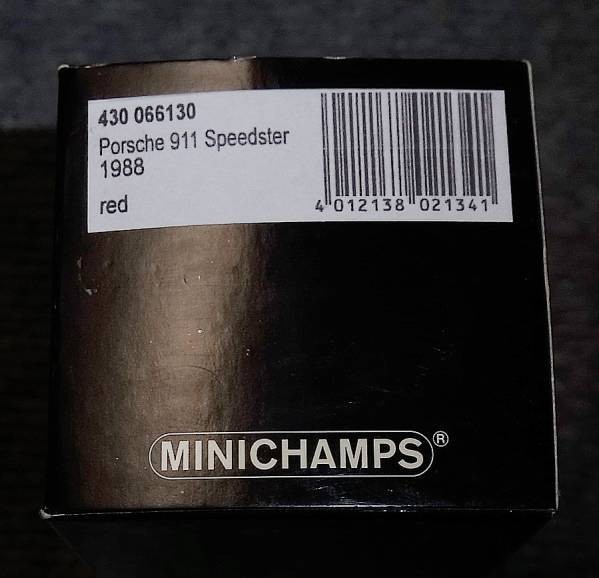 430 066130
Porsche 911 Speedster
1988
red
4 012138 021341
MINICHAMPS®